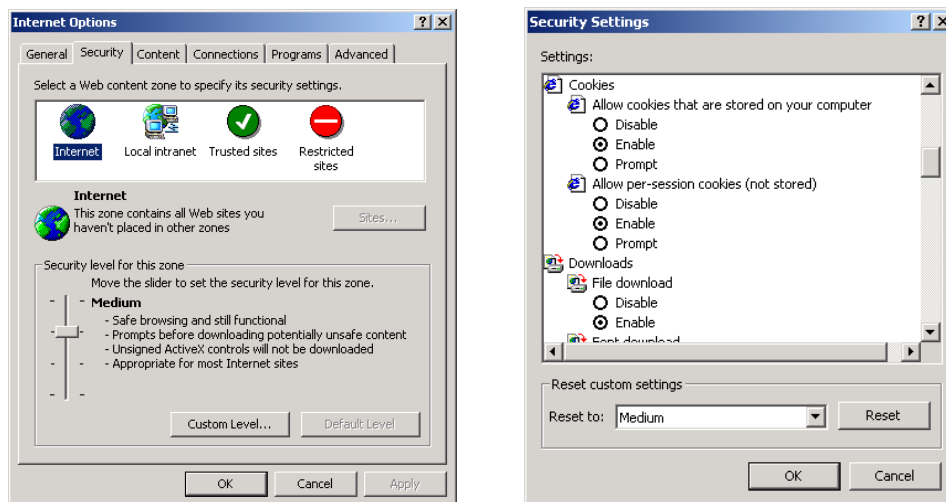 Internet Options
General Security Content Connections Programs Advanced
Select a Web content zone to specify its security settings.
Internet Local intranet Trusted sites Restricted
sites
Internet
This zone contains all Web sites you
haven't placed in other zones
Sites...
Security level for this zone
Move the slider to set the security level for this zone.
Medium
- Safe browsing and still functional
- Prompts before downloading potentially unsafe content
- Unsigned ActiveX controls will not be downloaded
- Appropriate for most Internet sites
Custom Level... Default Level
OK Cancel Apply
Security Settings
Settings:
Cookies
Allow cookies that are stored on your computer
Disable
Enable
Prompt
Allow per-session cookies (not stored)
Disable
Enable
Prompt
Downloads
File download
Disable
Enable
Font download
Reset custom settings
Reset to: Medium Reset
OK Cancel